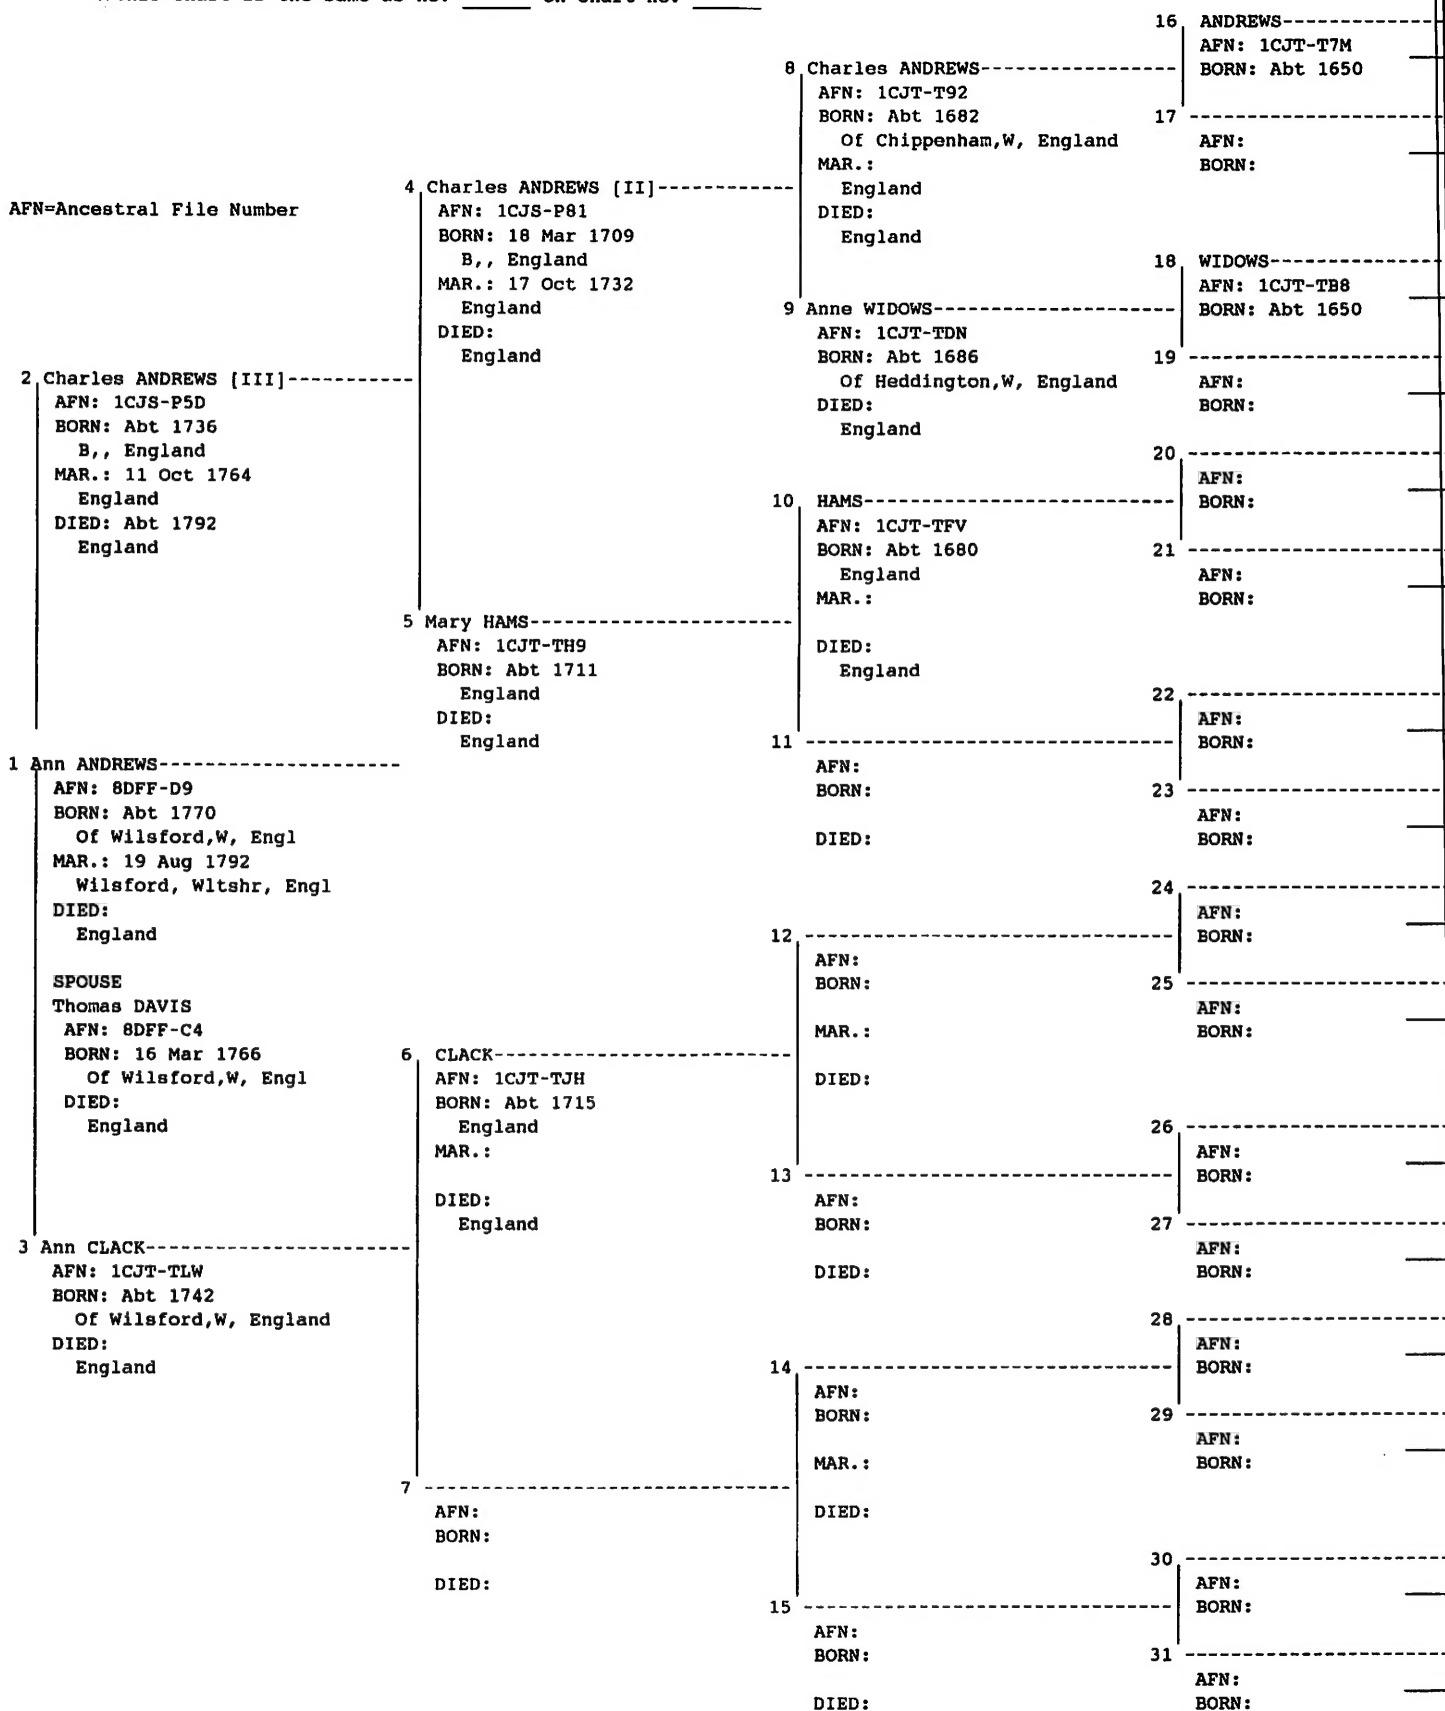 16 ANDREWS
AFN: 1CJT-T7M
BORN: Abt 1650
8 Charles ANDREWS
AFN: 1CJT-T92
BORN: Abt 1682
Of Chippenham,W, England
MAR.:
England
DIED:
England
17
AFN:
BORN:
AFN=Ancestral File Number
4 Charles ANDREWS [II]
AFN: 1CJS-P81
BORN: 18 Mar 1709
B,, England
MAR.: 17 Oct 1732
England
DIED:
England
18 WIDOWS
AFN: 1CJT-TB8
BORN: Abt 1650
9 Anne WIDOWS
AFN: 1CJT-TDN
BORN: Abt 1686
Of Heddington,W, England
DIED:
England
19
AFN:
BORN:
2 Charles ANDREWS [III]
AFN: 1CJS-P5D
BORN: Abt 1736
B,, England
MAR.: 11 Oct 1764
England
DIED: Abt 1792
England
20
AFN:
BORN:
10 HAMS
AFN: 1CJT-TFV
BORN: Abt 1680
England
MAR.:
DIED:
England
21
AFN:
BORN:
5 Mary HAMS
AFN: 1CJT-TH9
BORN: Abt 1711
England
DIED:
England
22
AFN:
BORN:
11
AFN:
BORN:
DIED:
23
AFN:
BORN:
1 Ann ANDREWS
AFN: 8DFF-D9
BORN: Abt 1770
Of Wilsford,W, Engl
MAR.: 19 Aug 1792
Wilsford, Wltshr, Engl
DIED:
England
SPOUSE
Thomas DAVIS
AFN: 8DFF-C4
BORN: 16 Mar 1766
Of Wilsford,W, Engl
DIED:
England
24
AFN:
BORN:
12
AFN:
BORN:
MAR.:
DIED:
25
AFN:
BORN:
6 CLACK
AFN: 1CJT-TJH
BORN: Abt 1715
England
MAR.:
DIED:
England
26
AFN:
BORN:
13
AFN:
BORN:
DIED:
27
AFN:
BORN:
3 Ann CLACK
AFN: 1CJT-TLW
BORN: Abt 1742
Of Wilsford,W, England
DIED:
England
28
AFN:
BORN:
14
AFN:
BORN:
MAR.:
DIED:
29
AFN:
BORN:
7
AFN:
BORN:
DIED:
30
AFN:
BORN:
15
AFN:
BORN:
DIED:
31
AFN:
BORN: